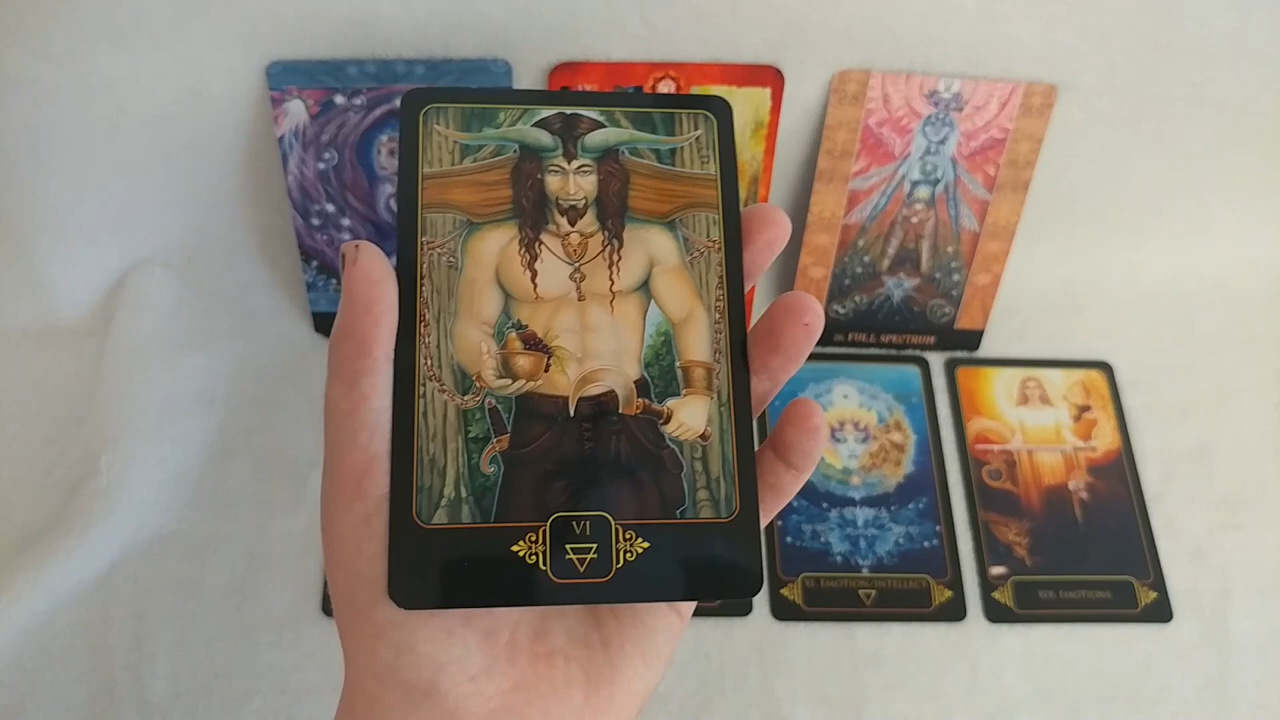 26. FULL SPECTRUM
VI
XI. EMOTION/INTELLECT
XIX. EMOTIONS